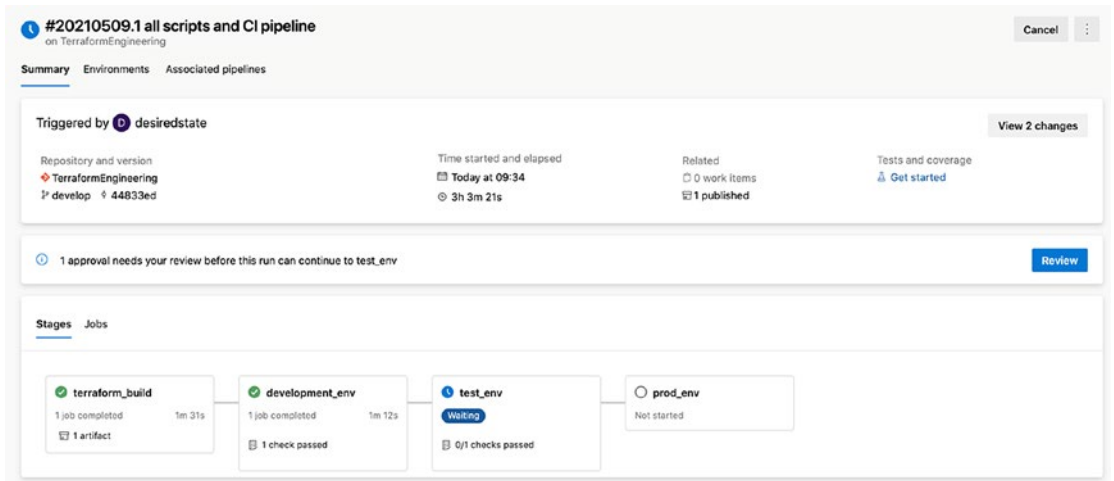 #20210509.1 all scripts and CI pipeline
on TerraformEngineering
Cancel
Summary Environments Associated pipelines
Triggered by D desiredstate
View 2 changes
Repository and version
TerraformEngineering
develop 44833ed
Time started and elapsed
Today at 09:34
3h 3m 21s
Related
0 work items
1 published
Tests and coverage
Get started
1 approval needs your review before this run can continue to test_env
Review
Stages Jobs
terraform_build
1 job completed 1m 31s
1 artifact
development_env
1 job completed 1m 12s
1 check passed
test_env
Waiting
0/1 checks passed
prod_env
Not started